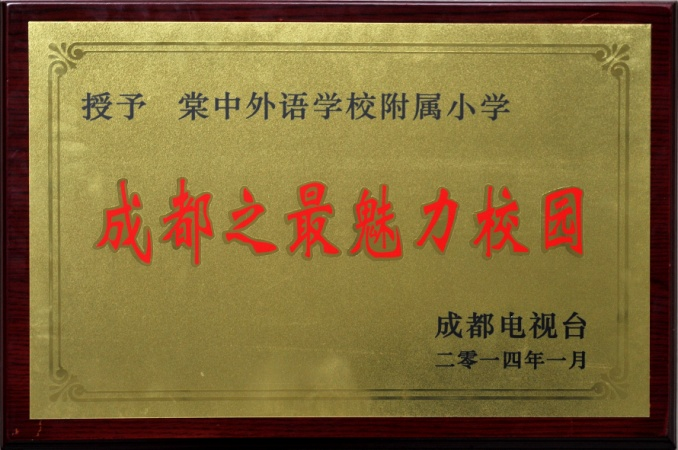 授予 棠中外语学校附属小学
成都之最魅力校园
成都电视台
二零一四年一月